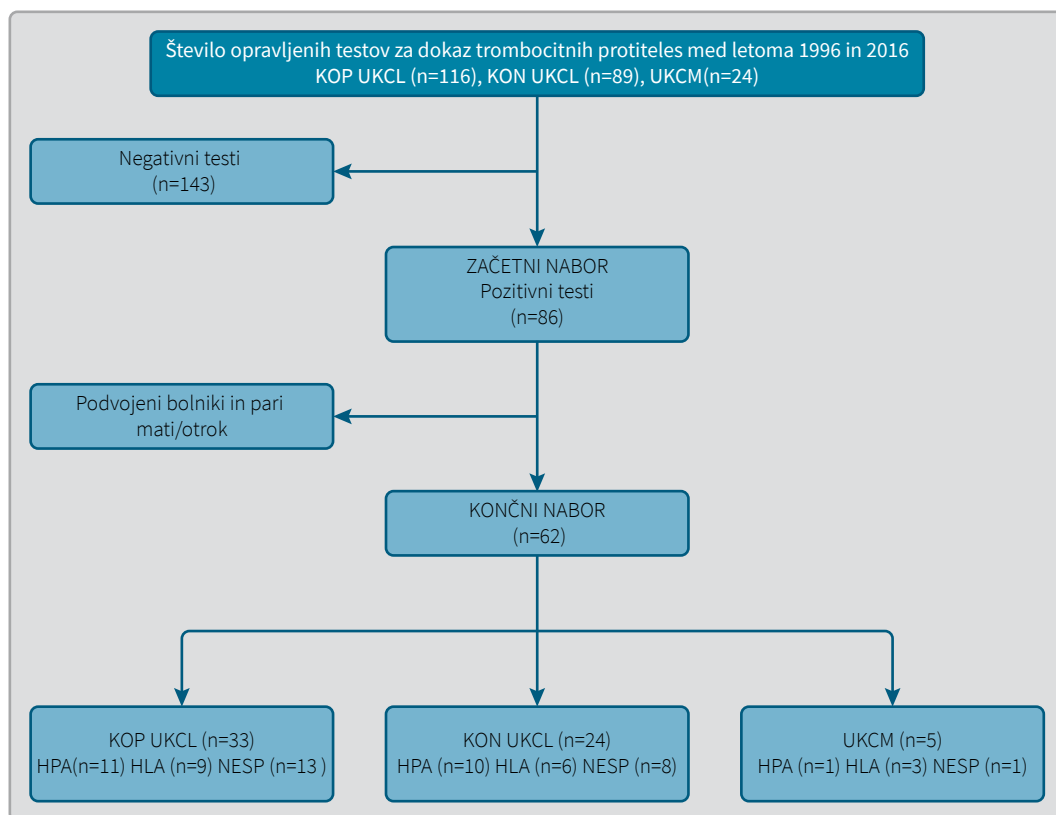 Število opravljenih testov za dokaz trombocitnih protiteles med letoma 1996 in 2016
KOP UKCL (n=116), KON UKCL (n=89), UKCM(n=24)
Negativni testi
(n=143)
ZAČETNI NABOR
Pozitivni testi
(n=86)
Podvojeni bolniki in pari
mati/otrok
KONČNI NABOR
(n=62)
KOP UKCL (n=33)
HPA(n=11) HLA (n=9) NESP (n=13 )
KON UKCL (n=24)
HPA (n=10) HLA (n=6) NESP (n=8)
UKCM (n=5)
HPA (n=1) HLA (n=3) NESP (n=1)